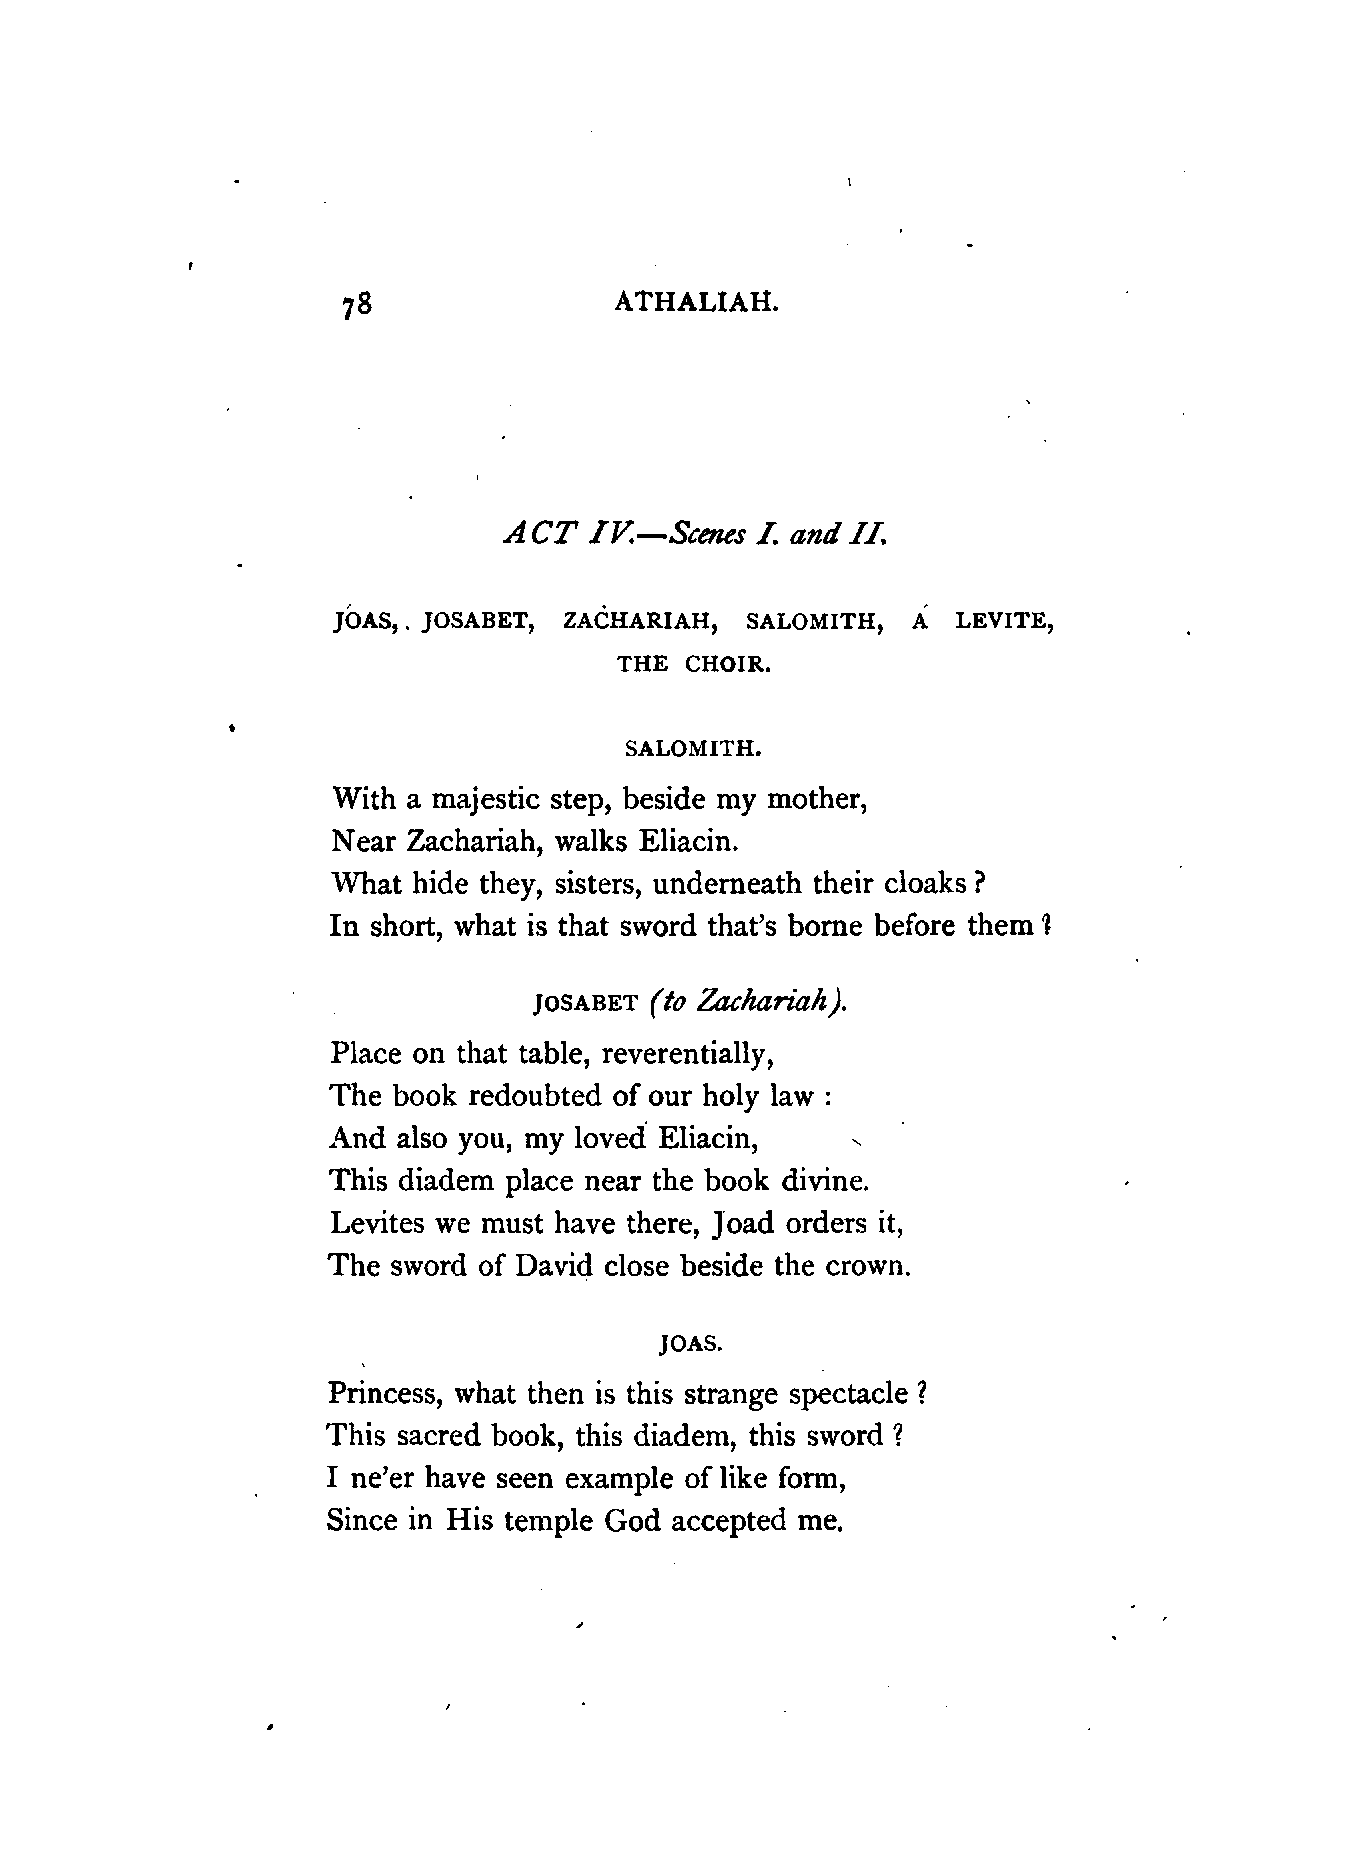 78 ATHALIAH.
ACT IV.—Scenes I. and II.
JOAS, JOSABET, ZACHARIAH, SALOMITH, A LEVITE,
THE CHOIR.
SALOMITH.
With a majestic step, beside my mother,
Near Zachariah, walks Eliacin.
What hide they, sisters, underneath their cloaks ?
In short, what is that sword that's borne before them ?
JOSABET (to Zachariah).
Place on that table, reverentially,
The book redoubted of our holy law :
And also you, my loved Eliacin,
This diadem place near the book divine.
Levites we must have there, Joad orders it,
The sword of David close beside the crown.
JOAS.
Princess, what then is this strange spectacle ?
This sacred book, this diadem, this sword ?
I ne'er have seen example of like form,
Since in His temple God accepted me.